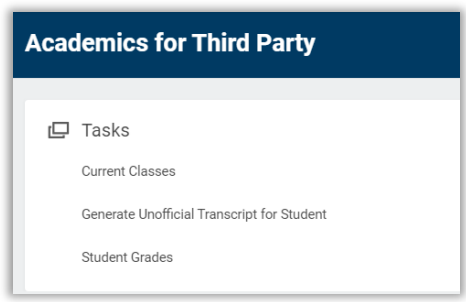 Academics for Third Party
Tasks
Current Classes
Generate Unofficial Transcript for Student
Student Grades